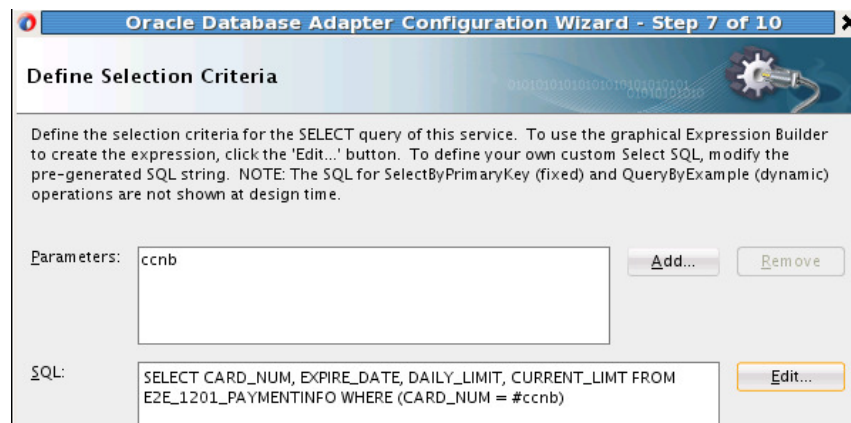 Oracle Database Adapter Configuration Wizard - Step 7 of 10
Define Selection Criteria
Define the selection criteria for the SELECT query of this service. To use the graphical Expression Builder
to create the expression, click the 'Edit...' button. To define your own custom Select SQL, modify the
pre-generated SQL string. NOTE: The SQL for SelectByPrimaryKey (fixed) and QueryByExample (dynamic)
operations are not shown at design time.
Parameters:
ccnb
Add...
Remove
SQL:
SELECT CARD_NUM, EXPIRE_DATE, DAILY_LIMIT, CURRENT_LIMT FROM
E2E_1201_PAYMENTINFO WHERE (CARD_NUM = #ccnb)
Edit...